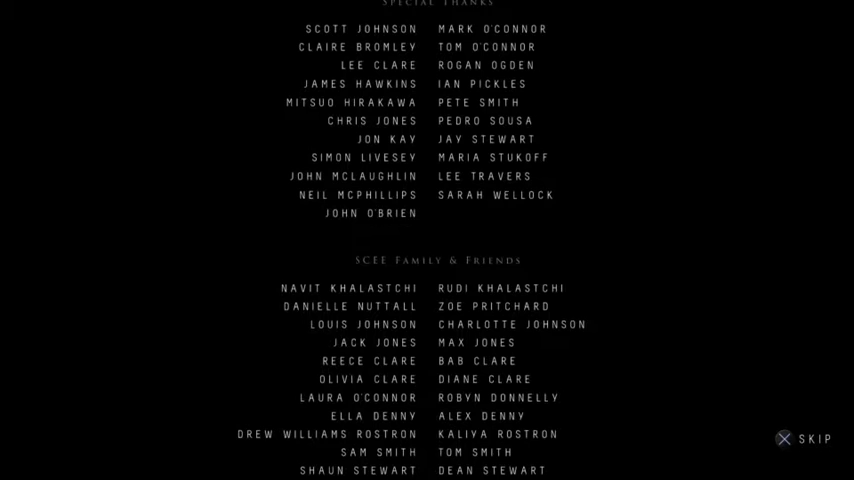 SPECIAL THANKS
SCOTT JOHNSON MARK O'CONNOR
CLAIRE BROMLEY TOM O'CONNOR
LEE CLARE ROGAN OGDEN
JAMES HAWKINS IAN PICKLES
MITSUO HIRAKAWA PETE SMITH
CHRIS JONES PEDRO SOUSA
JON KAY JAY STEWART
SIMON LIVESEY MARIA STUKOFF
JOHN MCLAUGHLIN LEE TRAVERS
NEIL MCPHILLIPS SARAH WELLOCK
JOHN O'BRIEN
SCEE FAMILY & FRIENDS
NAVIT KHALASTCHI RUDI KHALASTCHI
DANIELLE NUTTALL ZOE PRITCHARD
LOUIS JOHNSON CHARLOTTE JOHNSON
JACK JONES MAX JONES
REECE CLARE BAB CLARE
OLIVIA CLARE DIANE CLARE
LAURA O'CONNOR ROBYN DONNELLY
ELLA DENNY ALEX DENNY
DREW WILLIAMS ROSTRON KALIYA ROSTRON
SKIP
SAM SMITH TOM SMITH
SHAUN STEWART DEAN STEWART